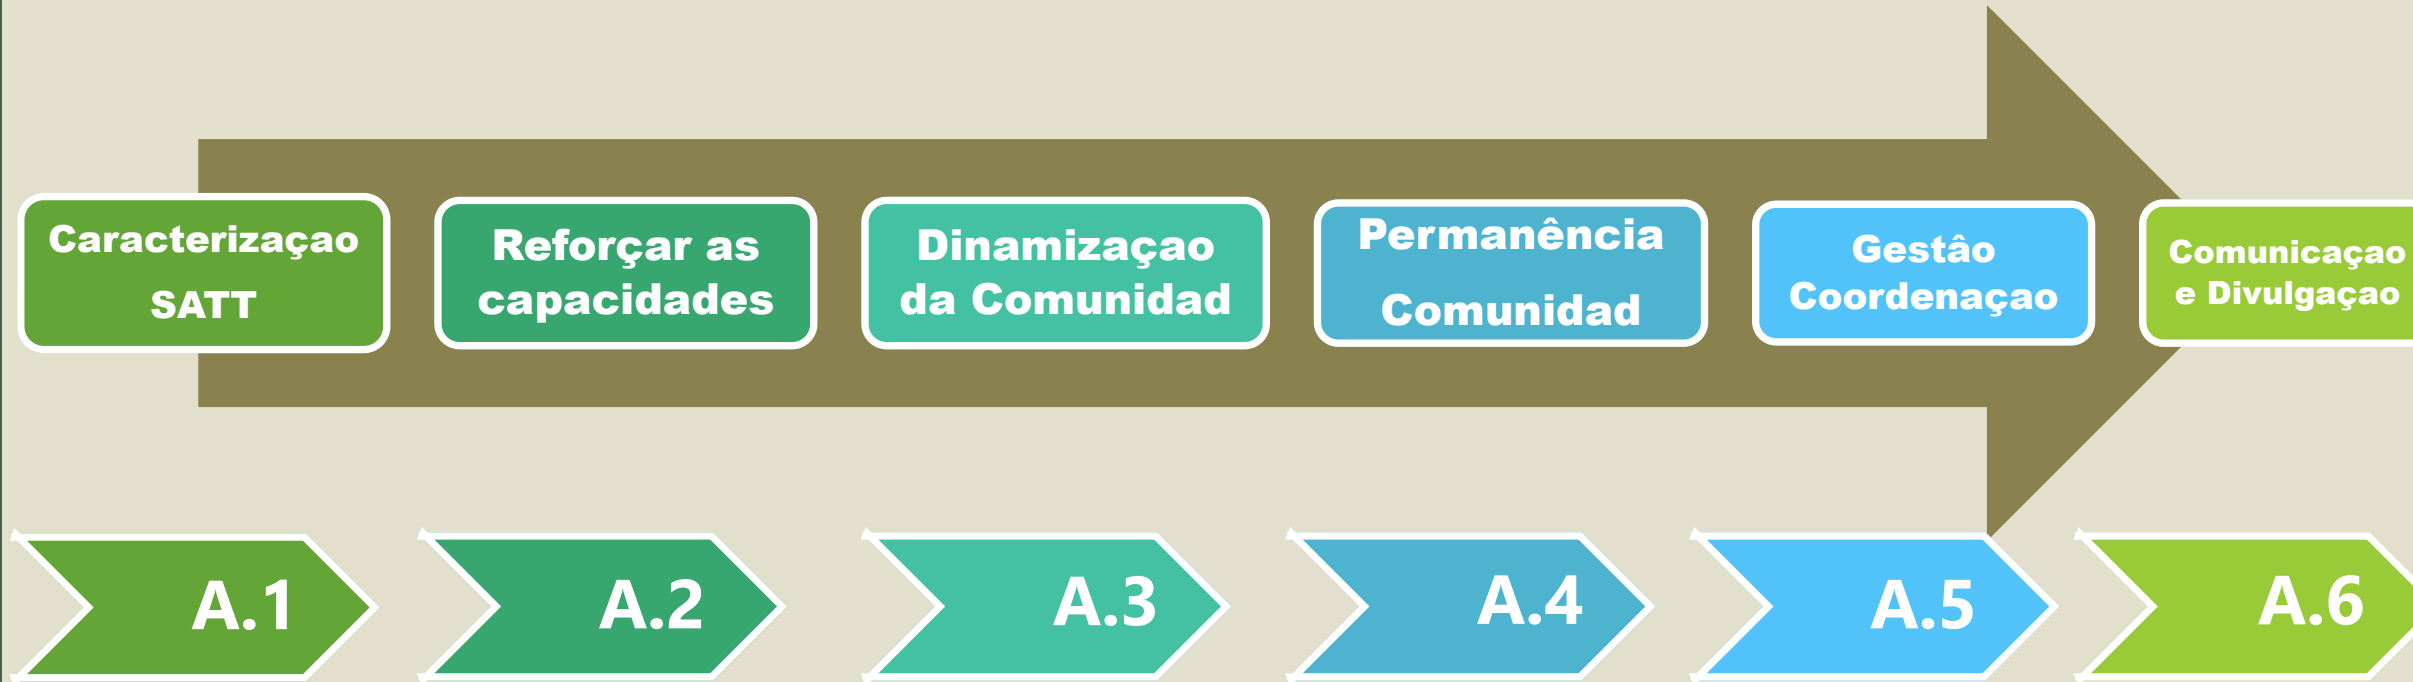 Caracterizaçao
SATT
Reforçar as
capacidades
Dinamizaçao
da Comunidad
Permanência
Comunidad
Gestâo
Coordenaçao
Comunicaçao
e Divulgaçao
A.1
A.2
A.3
A.4
A.5
A.6